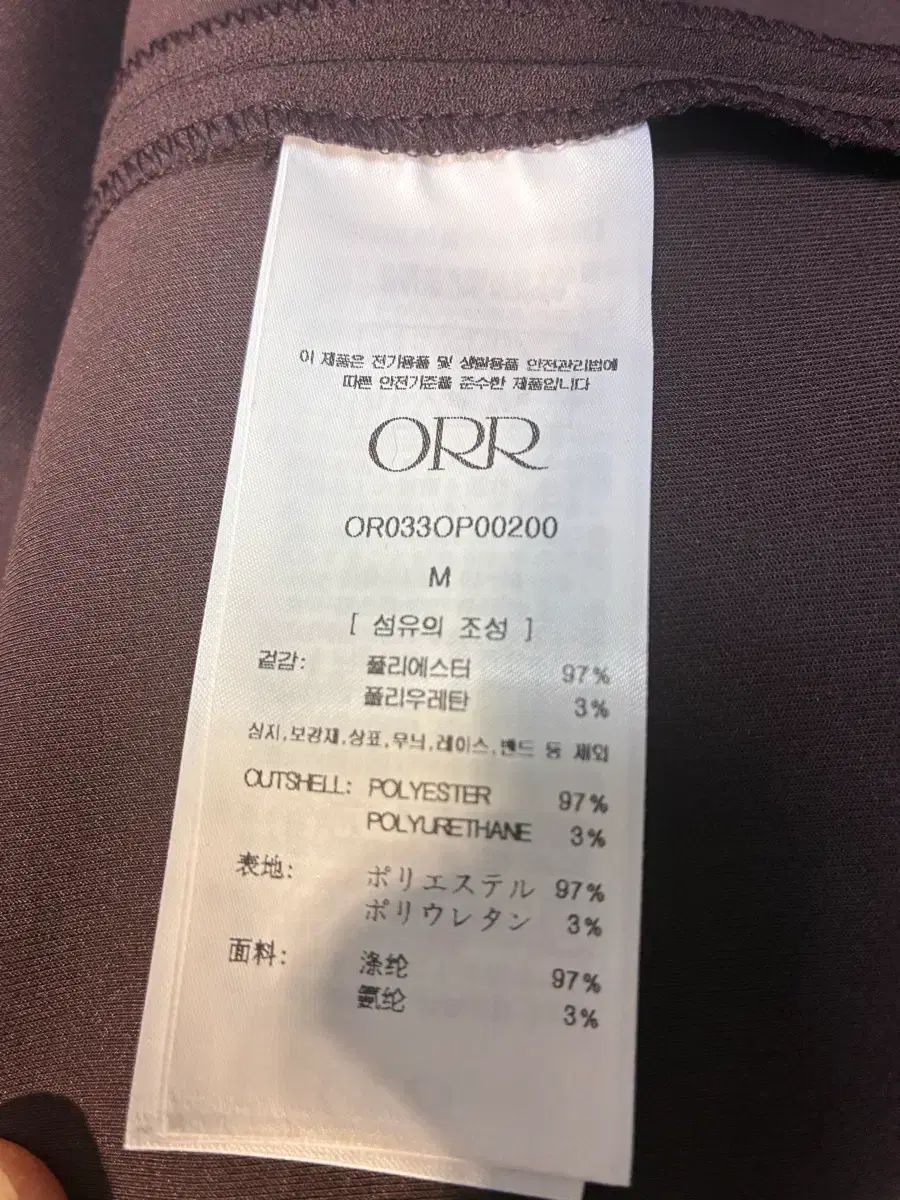 이 제품은 전기용품 및 생활용품 안전관리법에
따른 안전기준을 준수한 제품입니다
ORR
OR033OP00200
M
[ 섬유의 조성 ]
겉감: 폴리에스터 97%
폴리우레탄 3%
심지,보강재,상표,무늬,레이스,밴드 등 제외
OUTSHELL: POLYESTER 97%
POLYURETHANE 3%
表地: ポリエステル 97%
ポリウレタン 3%
面料: 涤纶 97%
氨纶 3%